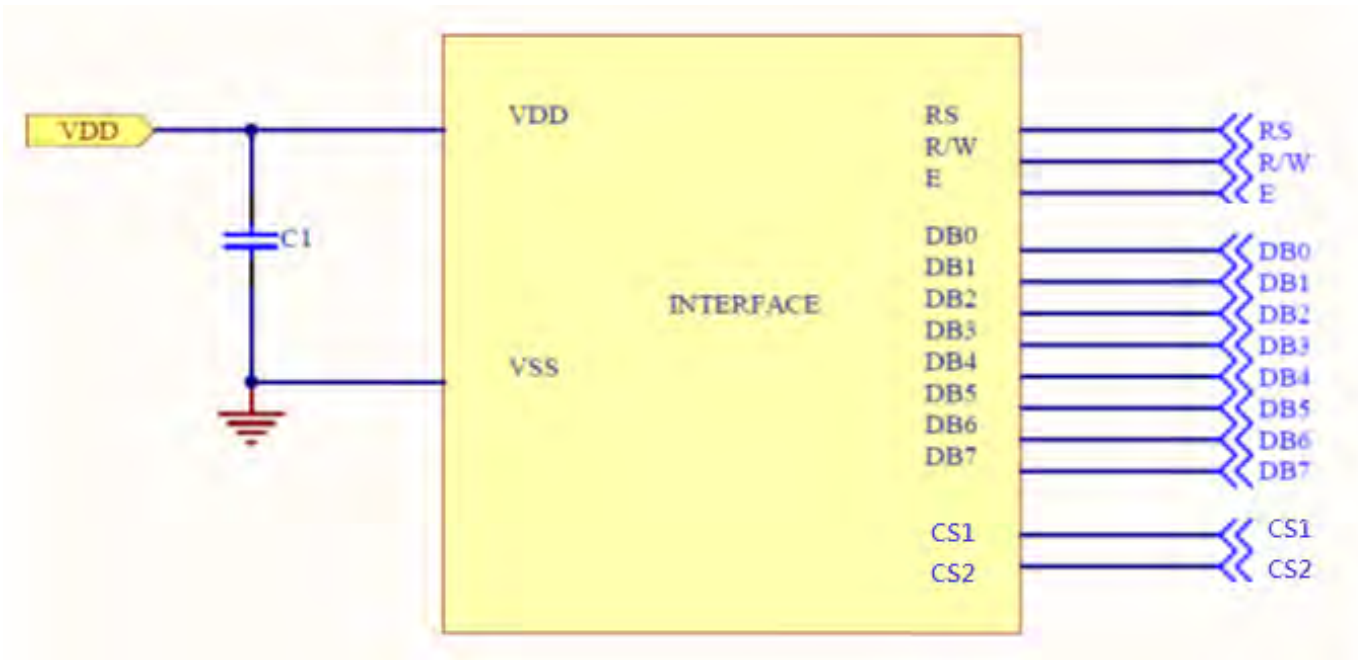 VDD
C1
VDD
VSS
INTERFACE
RS
R/W
E
DB0
DB1
DB2
DB3
DB4
DB5
DB6
DB7
CS1
CS2
RS
R/W
E
DB0
DB1
DB2
DB3
DB4
DB5
DB6
DB7
CS1
CS2